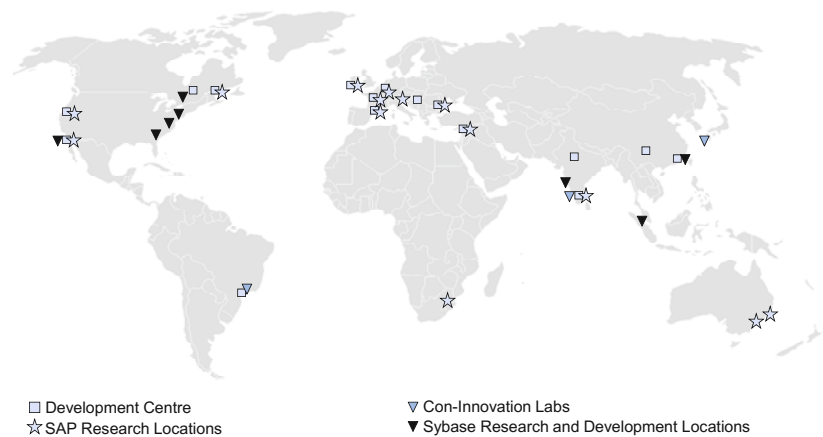 Development Centre
SAP Research Locations
Con-Innovation Labs
Sybase Research and Development Locations